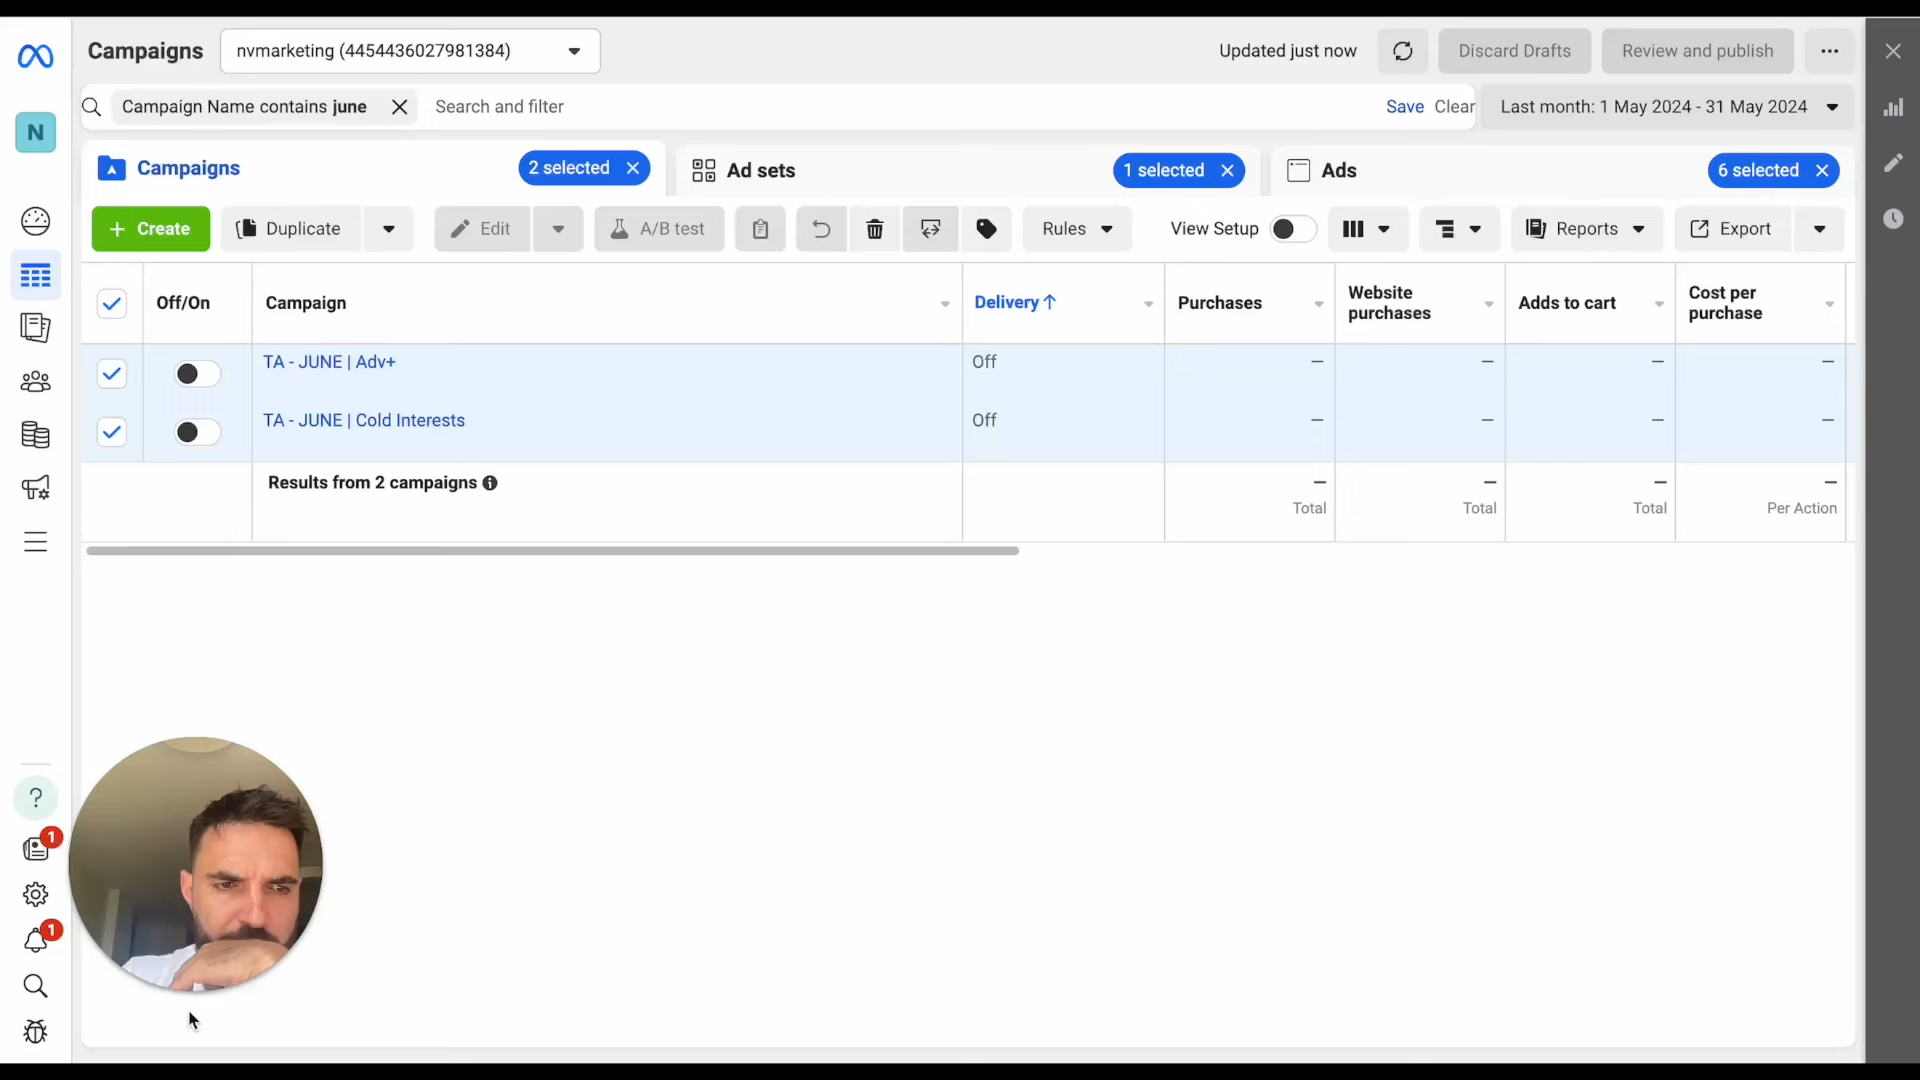 Campaigns
nvmarketing (4454436027981384)
Updated just now
Discard Drafts
Review and publish
N
Campaign Name contains june
Search and filter
Save
Clear
Last month: 1 May 2024 - 31 May 2024
Campaigns
2 selected
Ad sets
1 selected
Ads
6 selected
+ Create
Duplicate
Edit
A/B test
Rules
View Setup
Reports
Export
Off/On
Campaign
Delivery ↑
Purchases
Website
purchases
Adds to cart
Cost per
purchase
TA - JUNE | Adv+
Off
—
—
—
—
TA - JUNE | Cold Interests
Off
—
—
—
—
Results from 2 campaigns
—
Total
—
Total
—
Total
—
Per Action
?
1
1